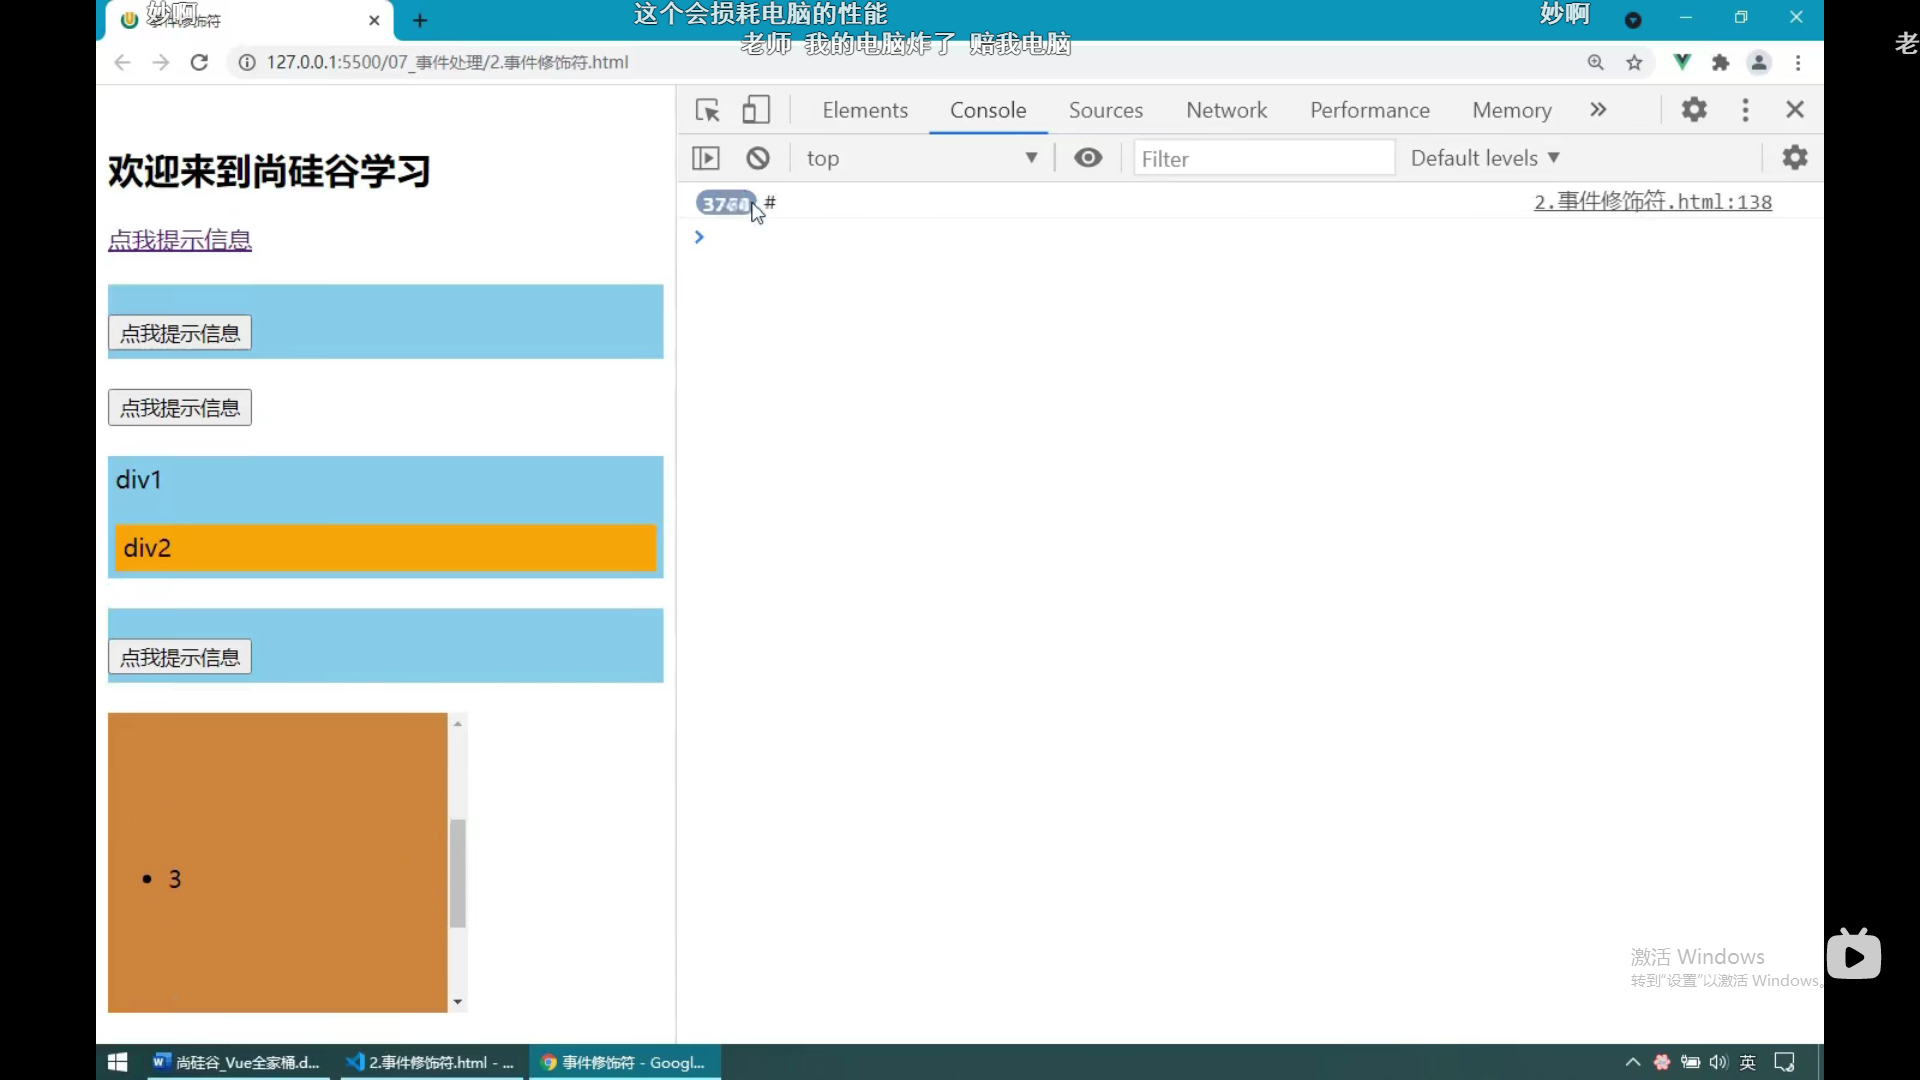 妙啊
这个会损耗电脑的性能
妙啊
老师 我的电脑炸了 赔我电脑
老
127.0.0.1:5500/07_事件处理/2.事件修饰符.html
Elements
Console
Sources
Network
Performance
Memory
top
Filter
Default levels
#
2.事件修饰符.html:138
欢迎来到尚硅谷学习
点我提示信息
点我提示信息
点我提示信息
div1
div2
点我提示信息
3
激活 Windows
转到"设置"以激活 Windows。
尚硅谷_Vue全家桶.d...
2.事件修饰符.html - ...
事件修饰符 - Googl...
英